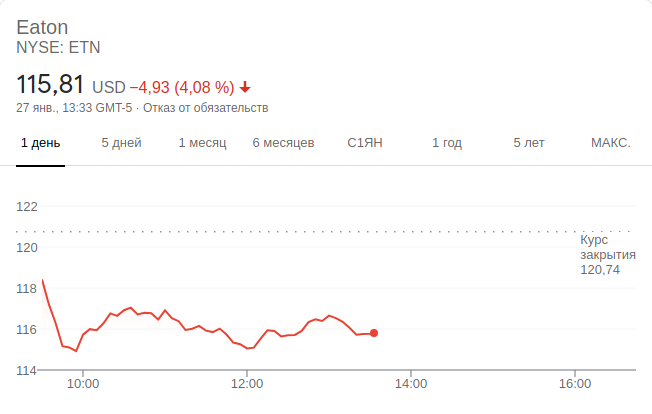 Eaton
NYSE: ETN
115,81 USD −4,93 (4,08 %)
27 янв., 13:33 GMT-5 · Отказ от обязательств
1 день 5 дней 1 месяц 6 месяцев С1ЯН 1 год 5 лет МАКС.
122
120
118
116
114
Курс
закрытия
120,74
10:00 12:00 14:00 16:00